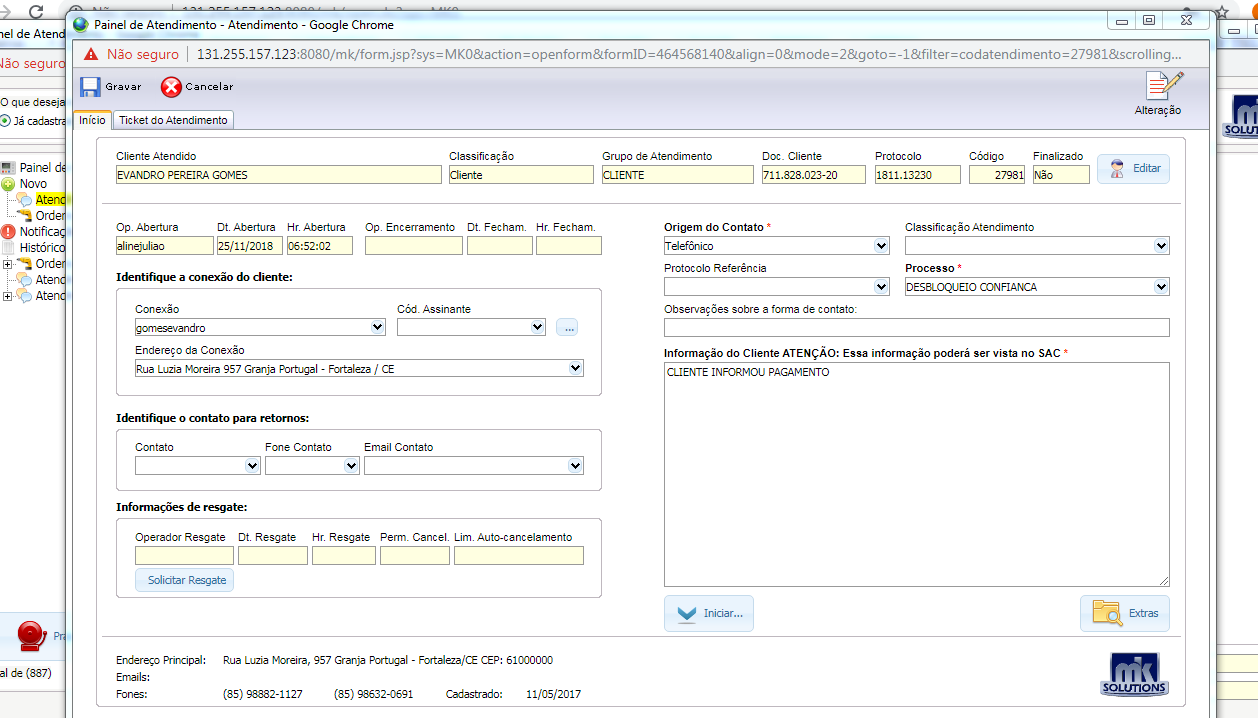 Painel de Atendimento - Atendimento - Google Chrome
nel de Atend
Não seguro
Não seguro | 131.255.157.123:8080/mk/form.jsp?sys=MK0&action=openform&formID=464568140&align=0&mode=2&goto=-1&filter=codatendimento=27981&scrolling...
Gravar Cancelar
Alteração
O que deseja
Já cadastra
Painel de
Novo
Atend
Orden
Notificaç
Histórico
Orden
Atend
Atend
al de (887)
Início Ticket do Atendimento
Cliente Atendido Classificação Grupo de Atendimento Doc. Cliente Protocolo Código Finalizado
EVANDRO PEREIRA GOMES Cliente CLIENTE 711.828.023-20 1811.13230 27981 Não Editar
Op. Abertura Dt. Abertura Hr. Abertura Op. Encerramento Dt. Fecham. Hr. Fecham.
alinejuliao 25/11/2018 06:52:02
Identifique a conexão do cliente:
Conexão Cód. Assinante
gomesevandro ...
Endereço da Conexão
Rua Luzia Moreira 957 Granja Portugal - Fortaleza / CE
Identifique o contato para retornos:
Contato Fone Contato Email Contato
Informações de resgate:
Operador Resgate Dt. Resgate Hr. Resgate Perm. Cancel. Lim. Auto-cancelamento
Solicitar Resgate
Origem do Contato * Classificação Atendimento
Telefônico
Protocolo Referência Processo *
DESBLOQUEIO CONFIANCA
Observações sobre a forma de contato:
Informação do Cliente ATENÇÃO: Essa informação poderá ser vista no SAC *
CLIENTE INFORMOU PAGAMENTO
Iniciar... Extras
Endereço Principal: Rua Luzia Moreira, 957 Granja Portugal - Fortaleza/CE CEP: 61000000
Emails:
Fones: (85) 98882-1127 (85) 98632-0691 Cadastrado: 11/05/2017
mk
SOLUTIONS